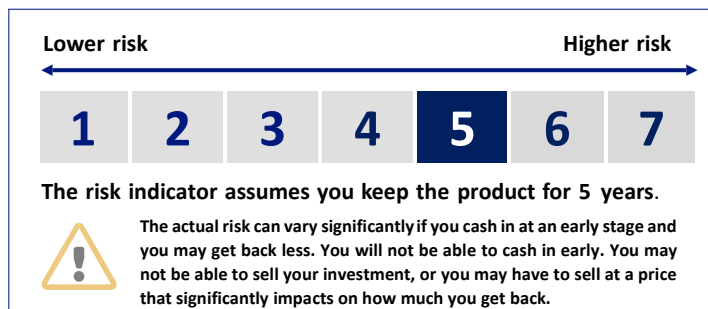 Lower risk Higher risk
1 2 3 4 5 6 7
The risk indicator assumes you keep the product for 5 years.
The actual risk can vary significantly if you cash in at an early stage and
you may get back less. You will not be able to cash in early. You may
not be able to sell your investment, or you may have to sell at a price
that significantly impacts on how much you get back.